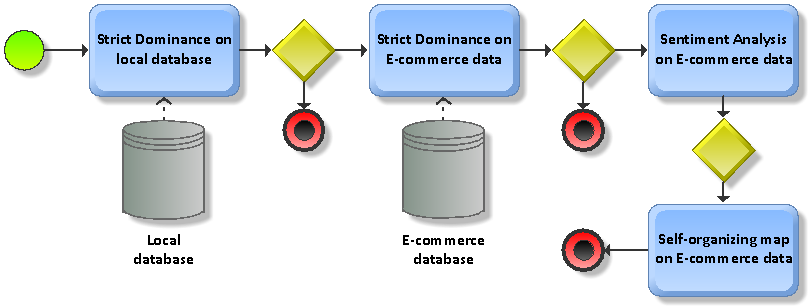 Strict Dominance on
local database
Strict Dominance on
E-commerce data
Sentiment Analysis
on E-commerce data
Local
database
E-commerce
database
Self-organizing map
on E-commerce data